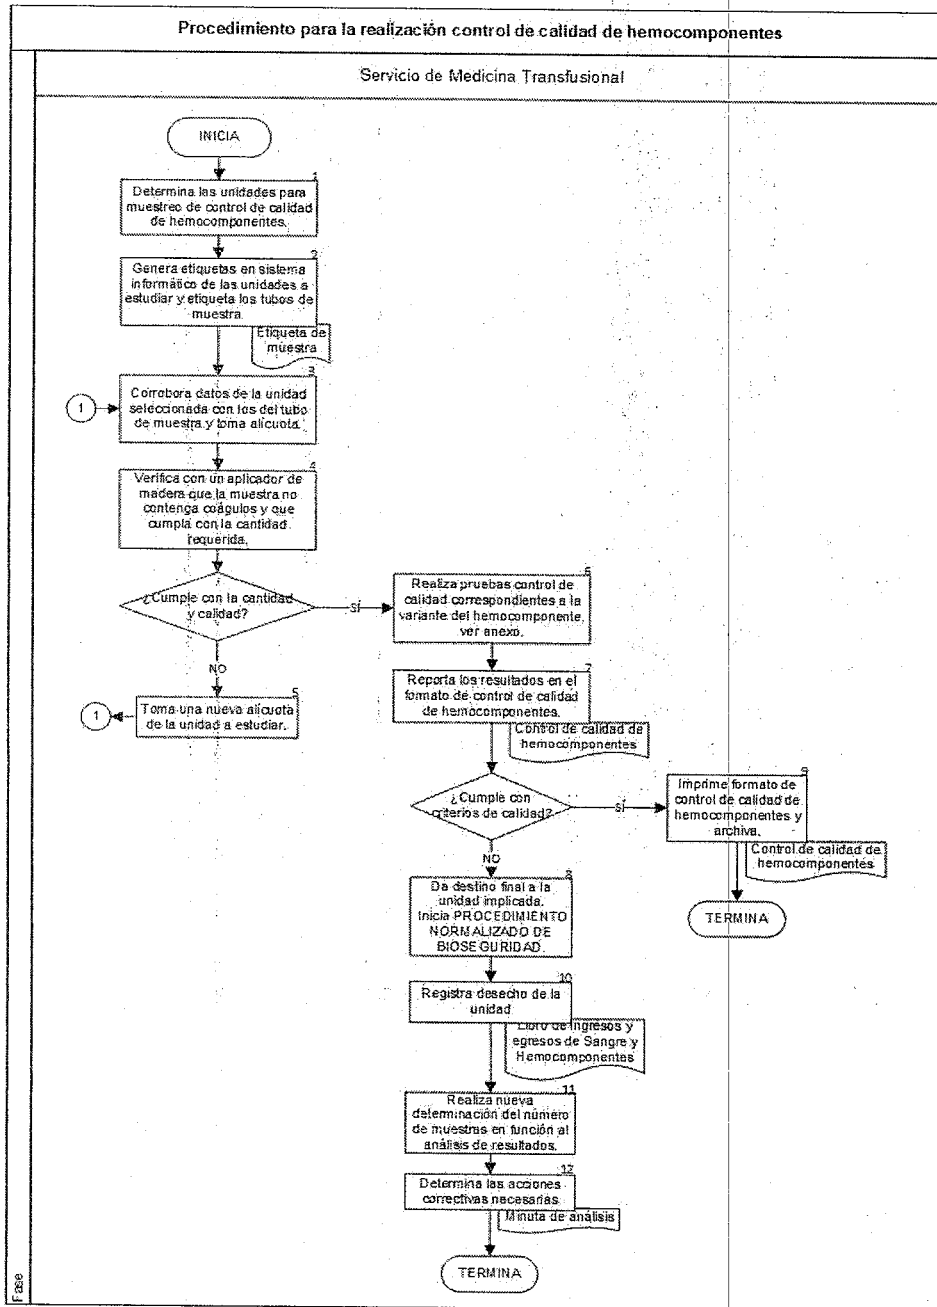 Procedimiento para la realización control de calidad de hemocomponentes
Servicio de Medicina Transfusional
INICIA
1
Determina las unidades para
muestreo de control de calidad
de hemocomponentes.
2
Genera etiquetas en sistema
informático de las unidades a
estudiar y etiqueta los tubos de
muestra.
Etiqueta de
muestra
3
1
Corrobora datos de la unidad
seleccionada con los del tubo
de muestra y toma alícuota.
4
Verifica con un aplicador de
madera que la muestra no
contenga coágulos y que
cumpla con la cantidad
requerida.
¿Cumple con la cantidad
y calidad?
SÍ
NO
5
1
Toma una nueva alícuota
de la unidad a estudiar.
6
Realiza pruebas control de
calidad correspondientes a la
variante del hemocomponente,
ver anexo.
7
Reporta los resultados en el
formato de control de calidad
de hemocomponentes.
Control de calidad de
hemocomponentes
¿Cumple con
criterios de calidad?
SÍ
NO
9
Imprime formato de
control de calidad de
hemocomponentes y
archiva.
Control de calidad de
hemocomponentes
TERMINA
8
Da destino final a la
unidad implicada.
Inicia PROCEDIMIENTO
NORMALIZADO DE
BIOSEGURIDAD.
10
Registra desecho de la
unidad
Libro de ingresos y
egresos de Sangre y
Hemocomponentes
11
Realiza nueva
determinación del número
de muestras en función al
análisis de resultados.
12
Determina las acciones
correctivas necesarias
Minuta de análisis
TERMINA
Fase